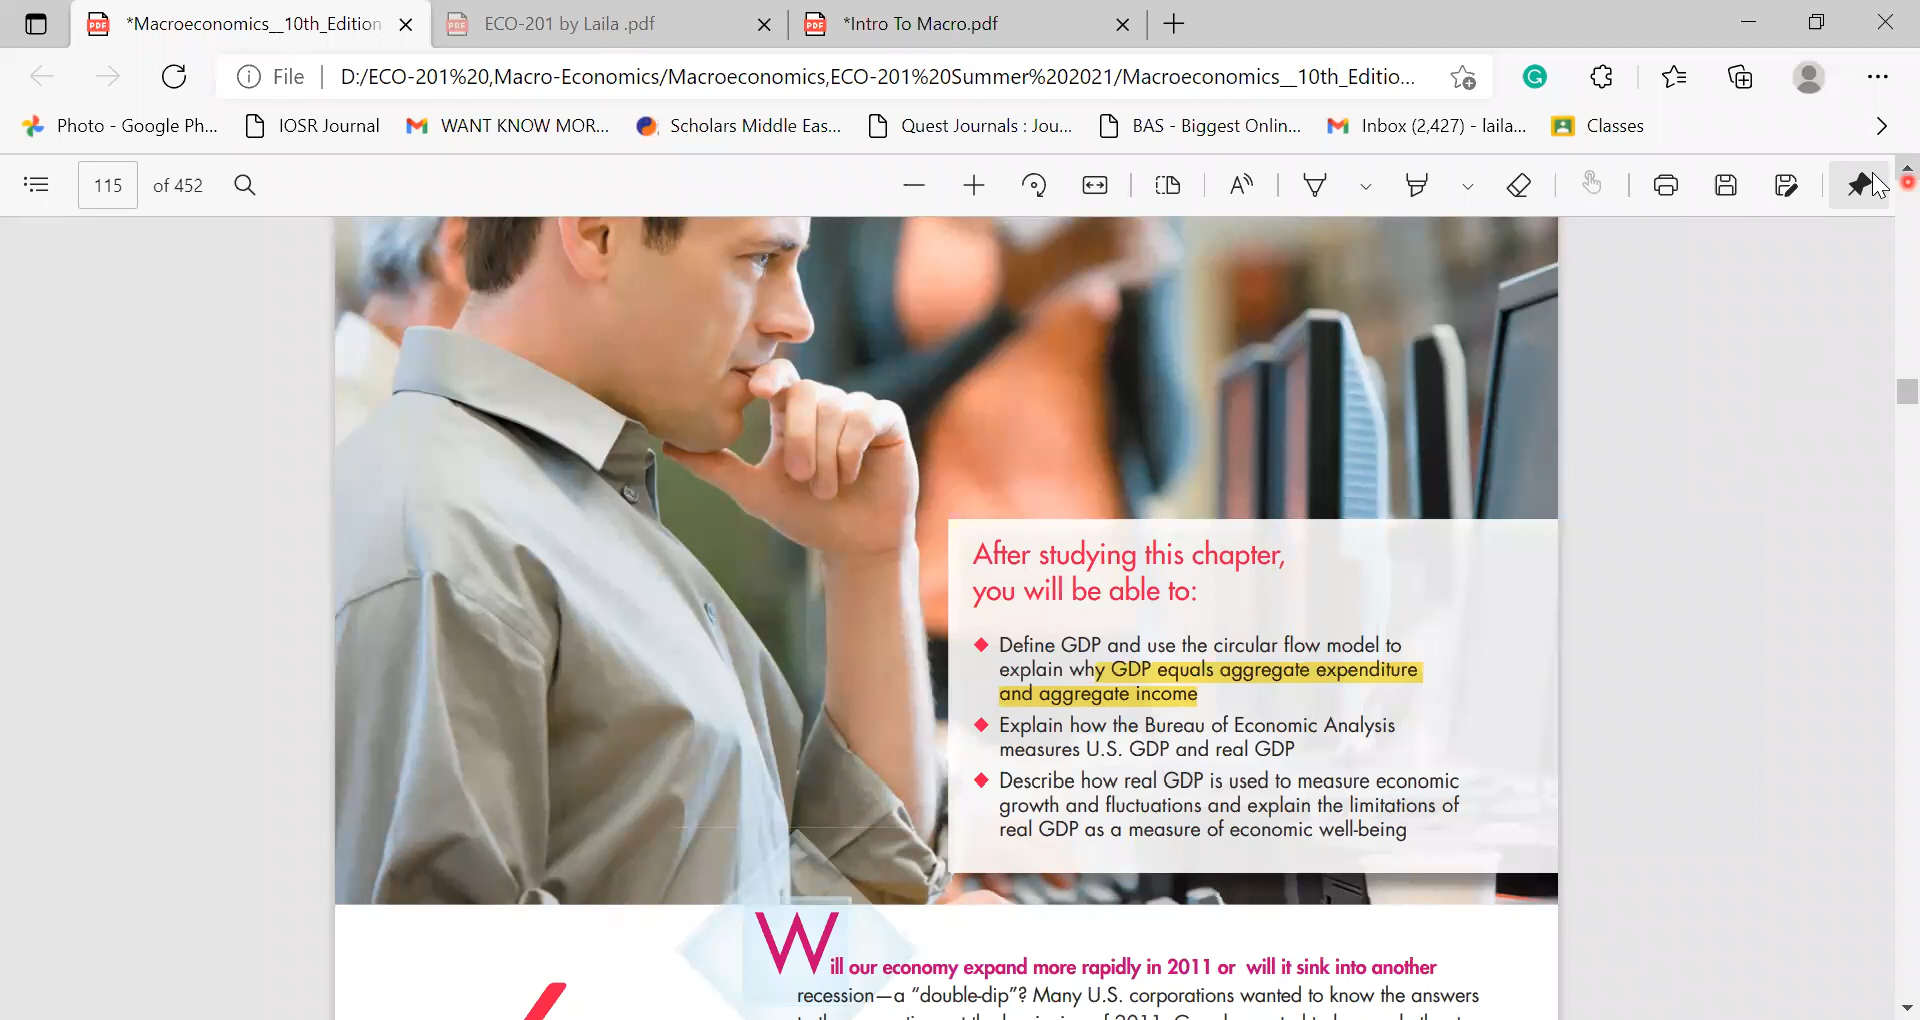 *Macroeconomics__10th_Edition
ECO-201 by Laila .pdf
*Intro To Macro.pdf
File
D:/ECO-201%20,Macro-Economics/Macroeconomics,ECO-201%20Summer%202021/Macroeconomics__10th_Editio...
Photo - Google Ph...
IOSR Journal
WANT KNOW MOR...
Scholars Middle Eas...
Quest Journals : Jou...
BAS - Biggest Onlin...
Inbox (2,427) - laila...
Classes
115 of 452
After studying this chapter,
you will be able to:
Define GDP and use the circular flow model to
explain why GDP equals aggregate expenditure
and aggregate income
Explain how the Bureau of Economic Analysis
measures U.S. GDP and real GDP
Describe how real GDP is used to measure economic
growth and fluctuations and explain the limitations of
real GDP as a measure of economic well-being
Will our economy expand more rapidly in 2011 or will it sink into another
recession—a “double-dip”? Many U.S. corporations wanted to know the answers